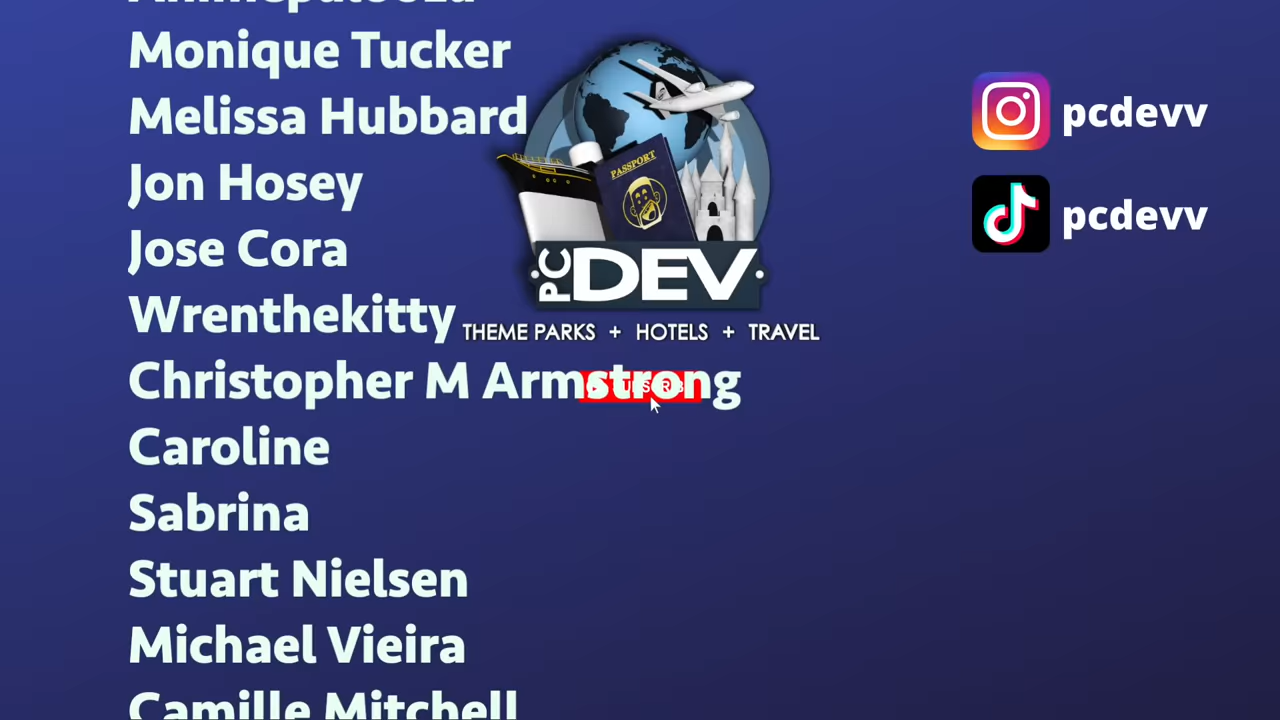 Monique Tucker
Melissa Hubbard
Jon Hosey
Jose Cora
Wrenthekitty
Christopher M Armstrong
Caroline
Sabrina
Stuart Nielsen
Michael Vieira
Camille Mitchell
PASSPORT
PC DEV
THEME PARKS + HOTELS + TRAVEL
pcdevv
pcdevv